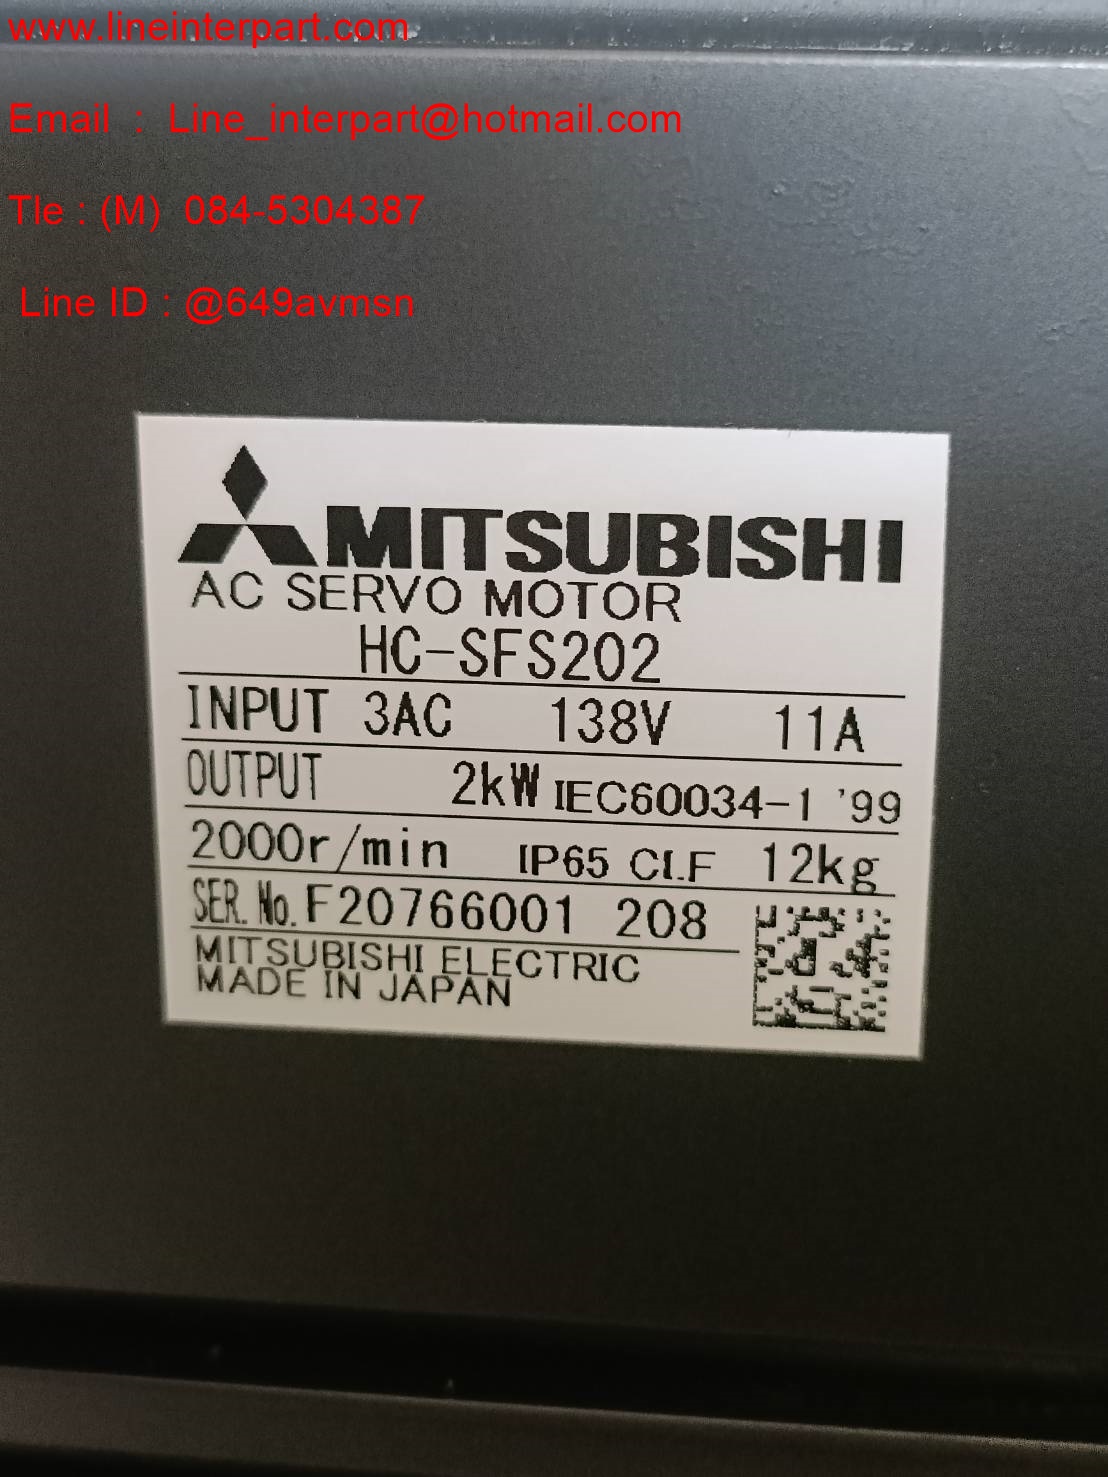 www.lineinterpart.com
Email : Line_interpart@hotmail.com
Tle : (M) 084-5304387
Line ID : @649avmsn
MITSUBISHI
AC SERVO MOTOR
HC-SFS202
INPUT 3AC 138V 11A
OUTPUT 2kW IEC60034-1 '99
2000r/min IP65 CI.F 12kg
SER. No. F20766001 208
MITSUBISHI ELECTRIC
MADE IN JAPAN